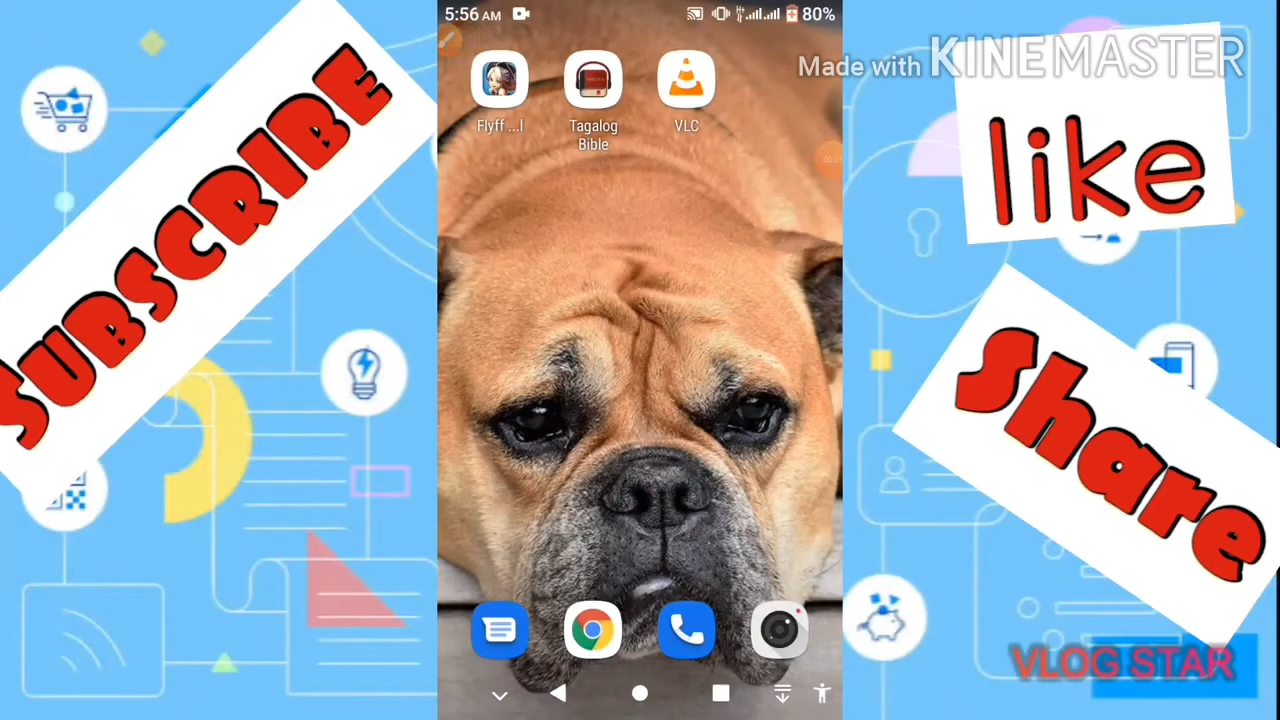 5:56 AM
80%
Made with KINEMASTER
Flyff ...l
Tagalog
Bible
VLC
SUBSCRIBE
like
Share
VLOG STAR